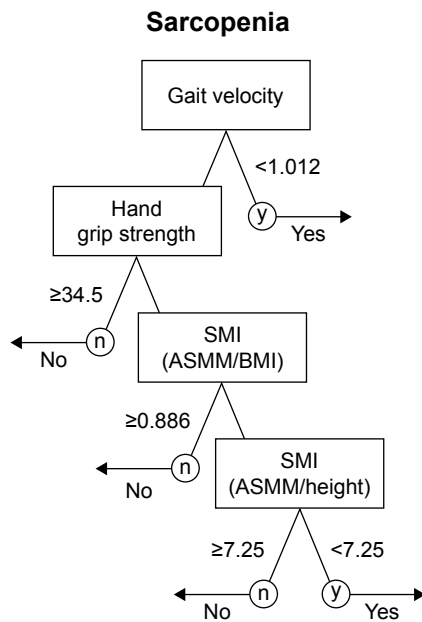 Sarcopenia
Gait velocity
<1.012
Hand
grip strength
y
Yes
≥34.5
n
No
SMI
(ASMM/BMI)
≥0.886
n
No
SMI
(ASMM/height)
≥7.25
<7.25
n
y
No
Yes